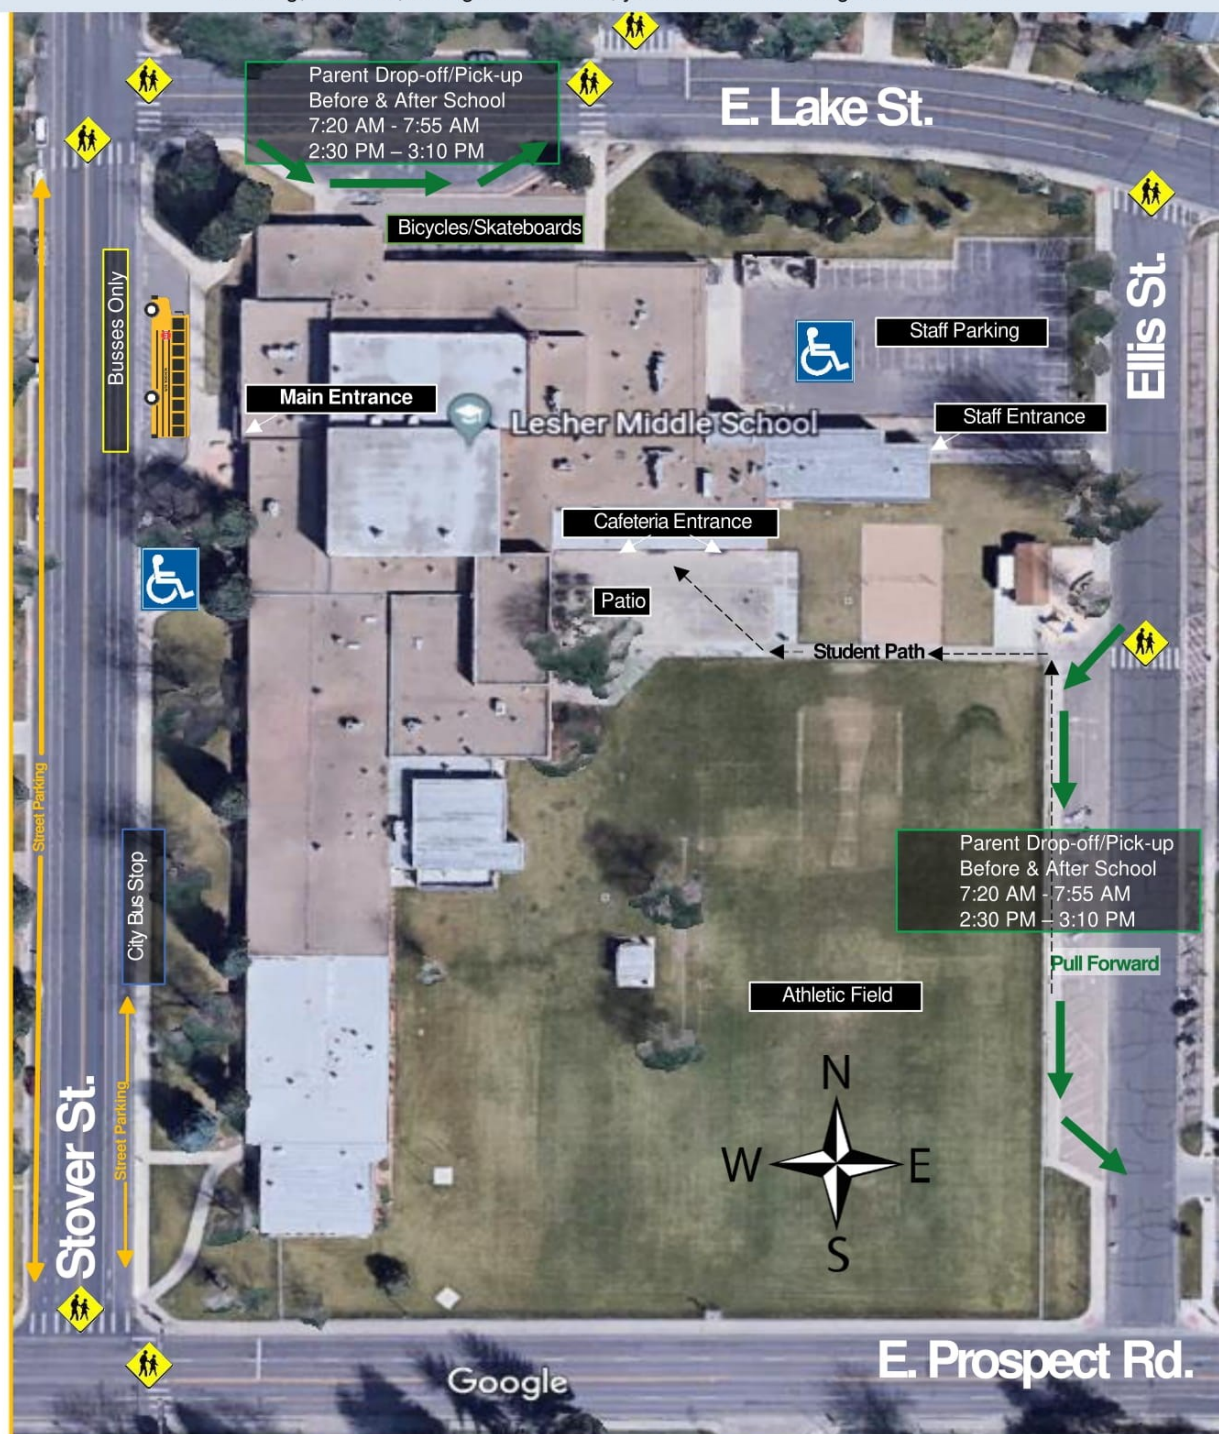 Parent Drop-off/Pick-up
Before & After School
7:20 AM - 7:55 AM
2:30 PM – 3:10 PM
E. Lake St.
Bicycles/Skateboards
Busses Only
Ellis St.
Staff Parking
Main Entrance
Lesher Middle School
Staff Entrance
Cafeteria Entrance
Patio
Student Path
Street Parking
City Bus Stop
Parent Drop-off/Pick-up
Before & After School
7:20 AM - 7:55 AM
2:30 PM – 3:10 PM
Pull Forward
Athletic Field
N
W
E
S
Street Parking
Stover St.
E. Prospect Rd.
Google